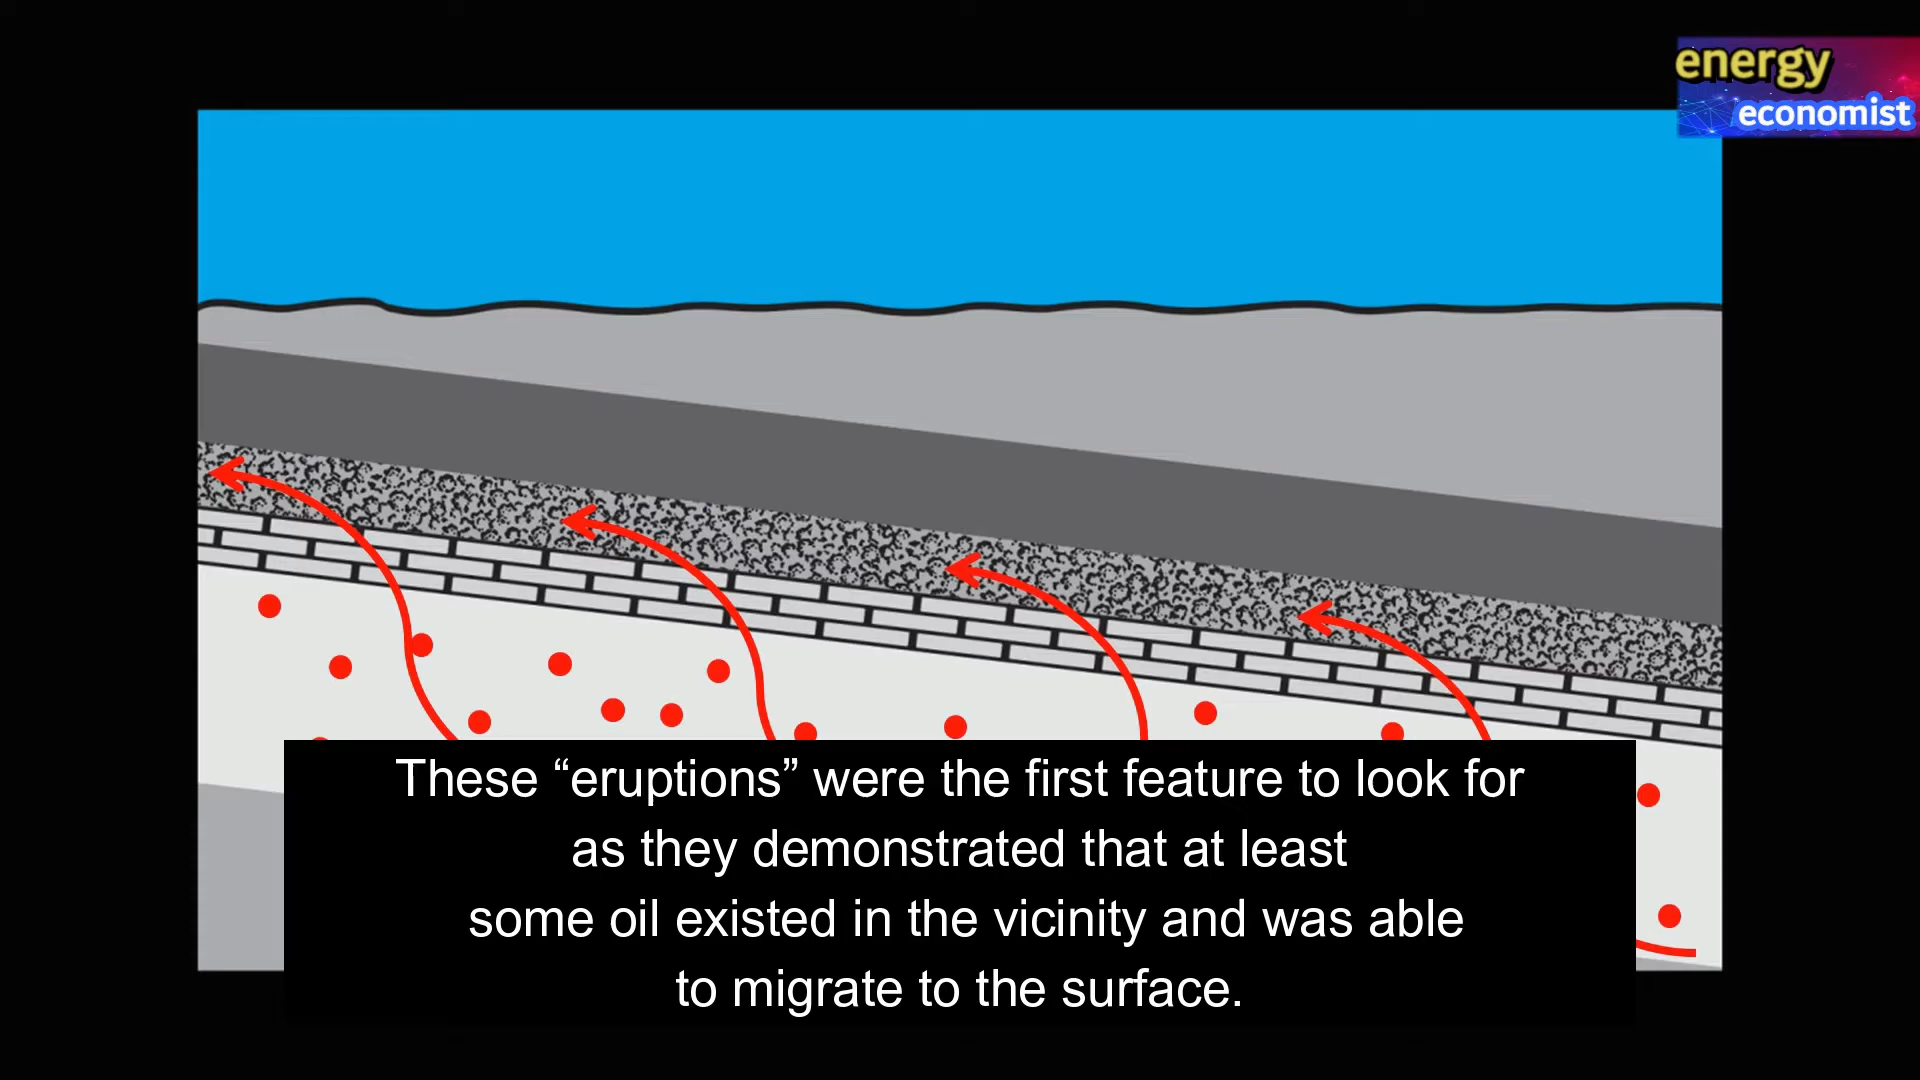 energy
economist
These “eruptions” were the first feature to look for
as they demonstrated that at least
some oil existed in the vicinity and was able
to migrate to the surface.